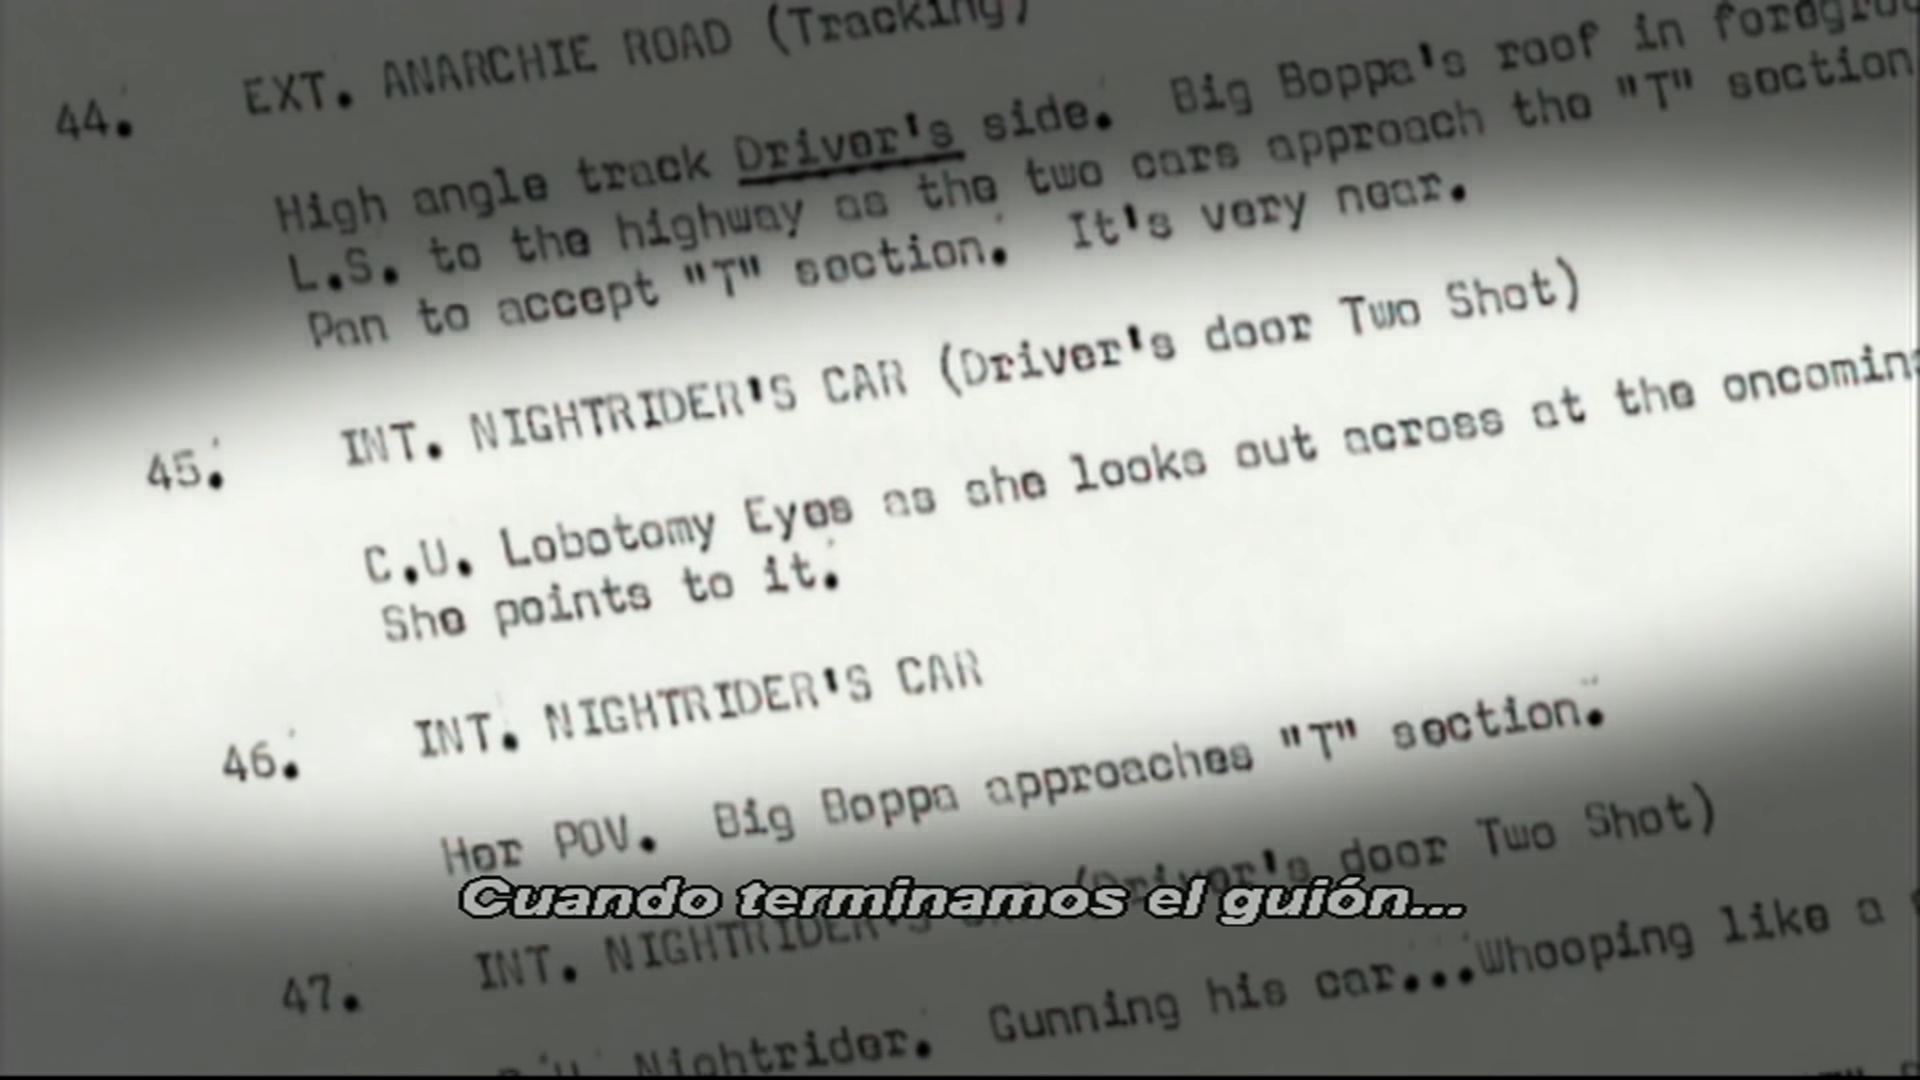 44. EXT. ANARCHIE ROAD (Tracking)
High angle track Driver's side. Big Boppa's roof in
L.S. to the highway as the two cars approach the "T" section
Pan to accept "T" section. It's very near.
45. INT. NIGHTRIDER'S CAR (Driver's door Two Shot)
C.U. Lobotomy Eyes as she looks out across at the
She points to it.
46. INT. NIGHTRIDER'S CAR
Her POV. Big Boppa approaches "T" section.
47. INT. NIGHTRIDER'S CAR (Driver's door Two Shot)
Cuando terminamos el guión...
Nightrider. Gunning his car...Whooping like a